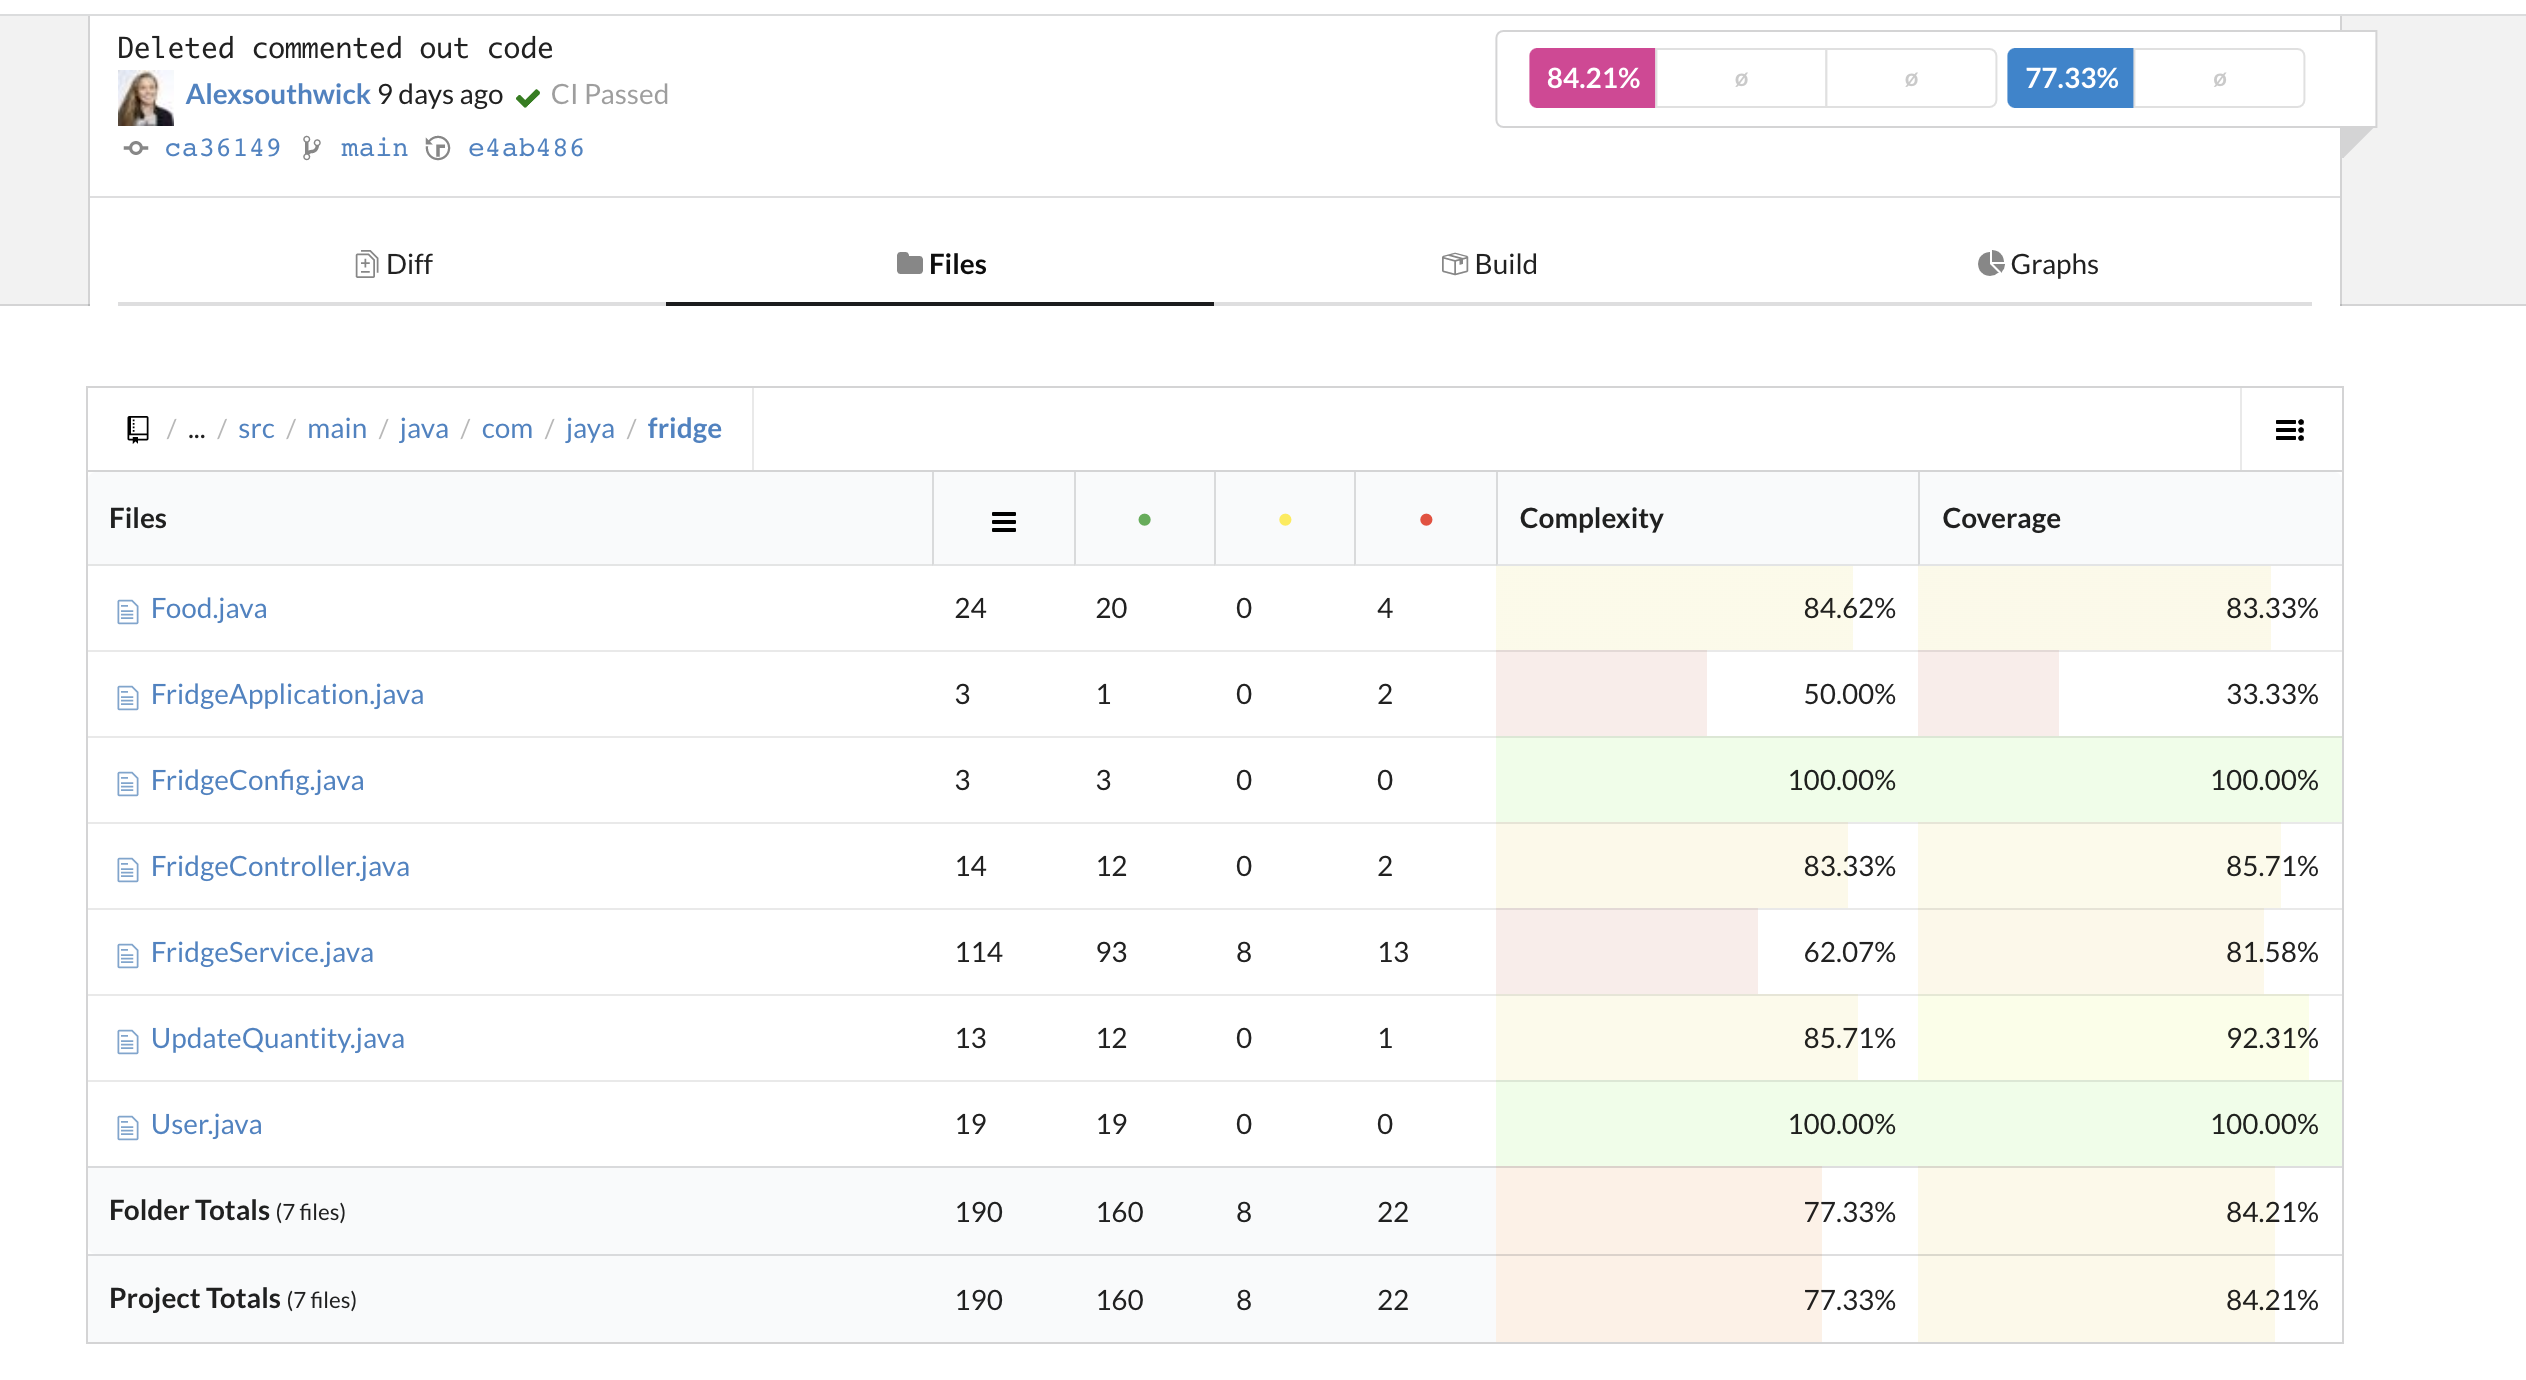 Deleted commented out code
84.21% ø ø 77.33% ø
Alexsouthwick 9 days ago CI Passed
ca36149 main e4ab486
Diff Files Build Graphs
/ ... / src / main / java / com / jaya / fridge
Files Complexity Coverage
Food.java 24 20 0 4 84.62% 83.33%
FridgeApplication.java 3 1 0 2 50.00% 33.33%
FridgeConfig.java 3 3 0 0 100.00% 100.00%
FridgeController.java 14 12 0 2 83.33% 85.71%
FridgeService.java 114 93 8 13 62.07% 81.58%
UpdateQuantity.java 13 12 0 1 85.71% 92.31%
User.java 19 19 0 0 100.00% 100.00%
Folder Totals (7 files) 190 160 8 22 77.33% 84.21%
Project Totals (7 files) 190 160 8 22 77.33% 84.21%